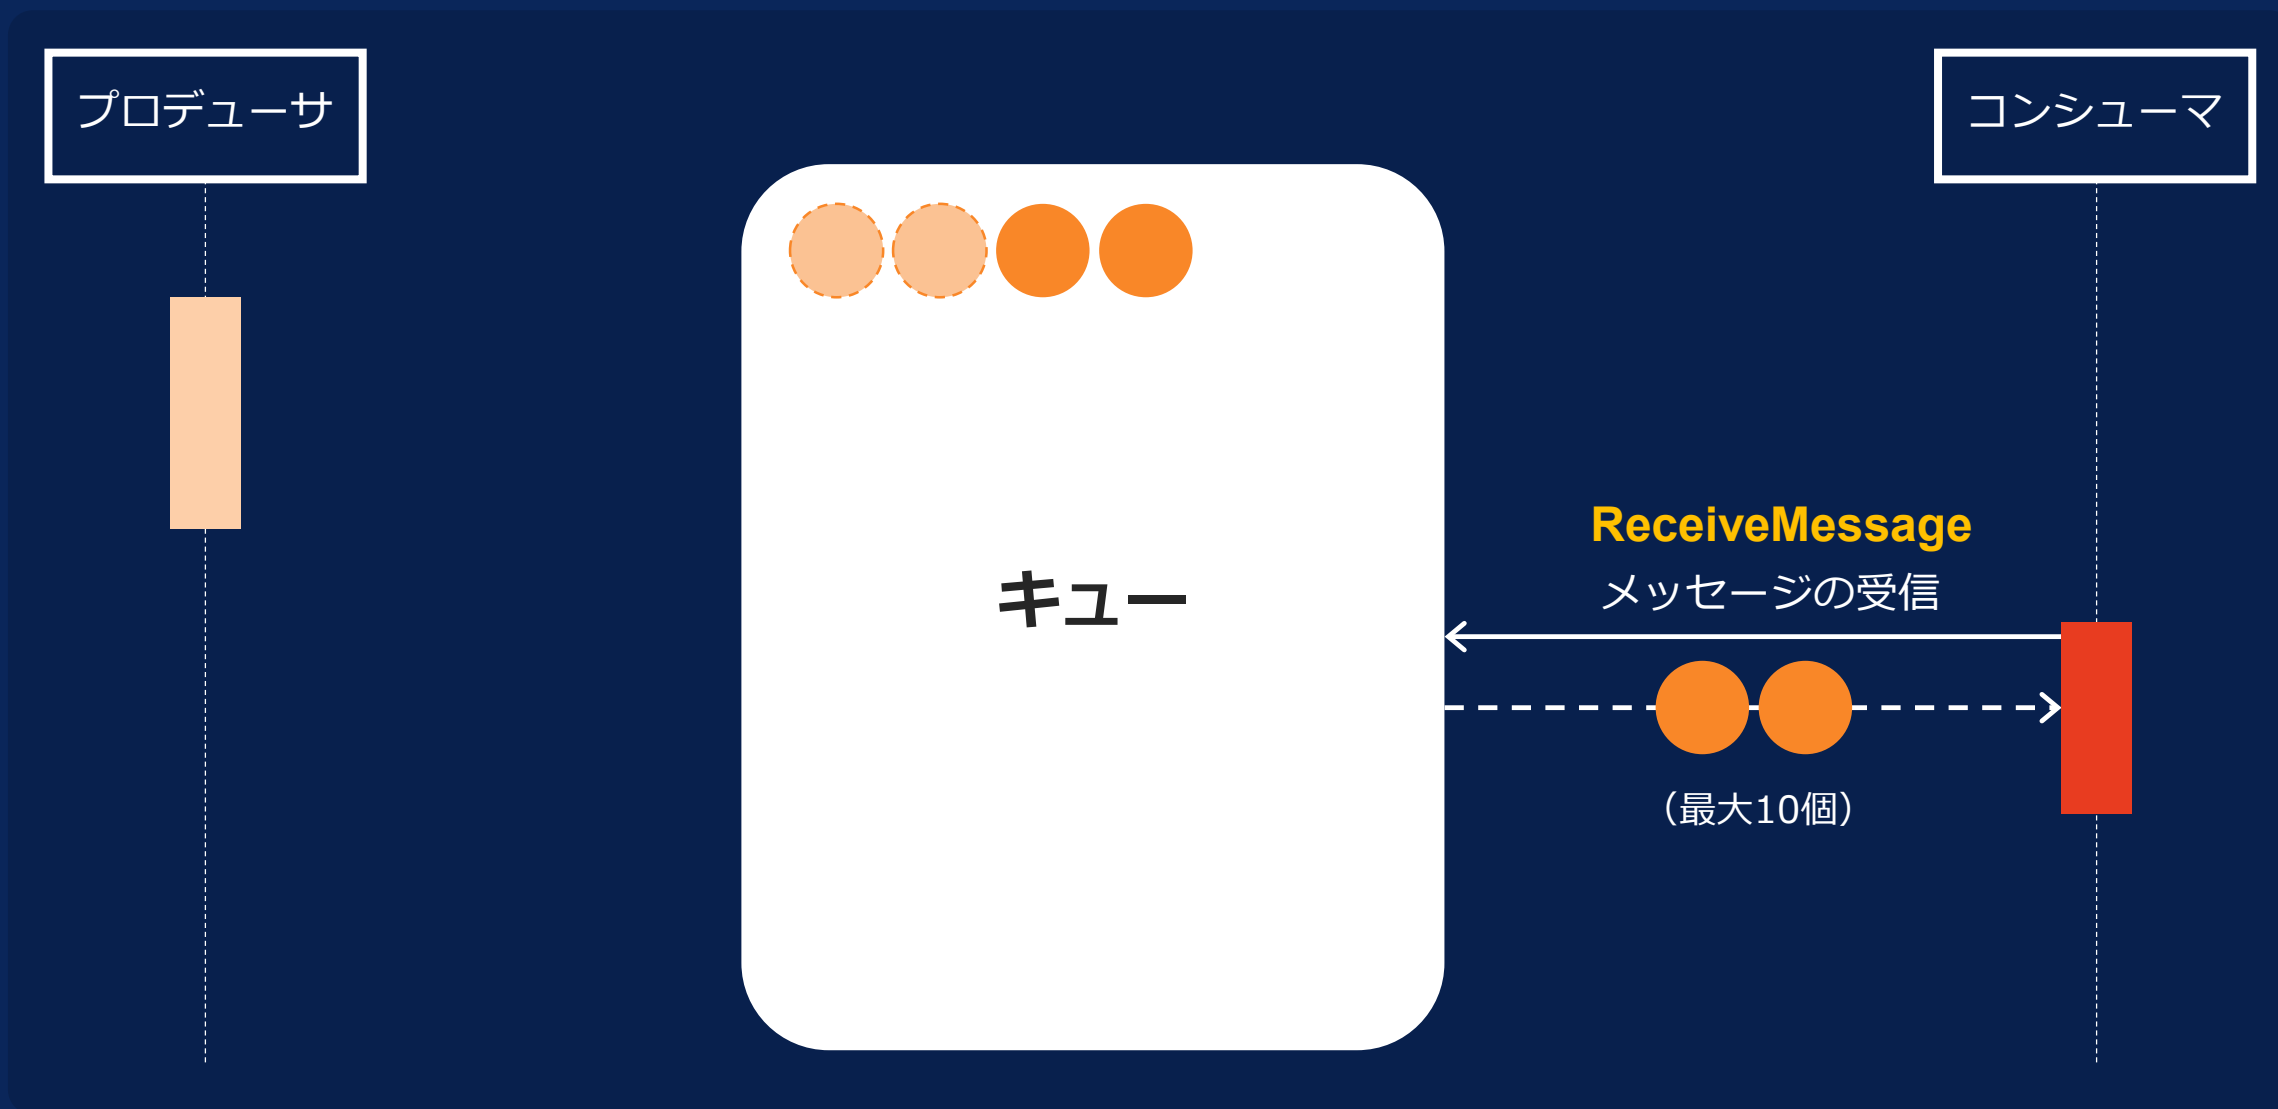 プロデューサ
コンシューマ
キュー
ReceiveMessage
メッセージの受信
（最大10個）